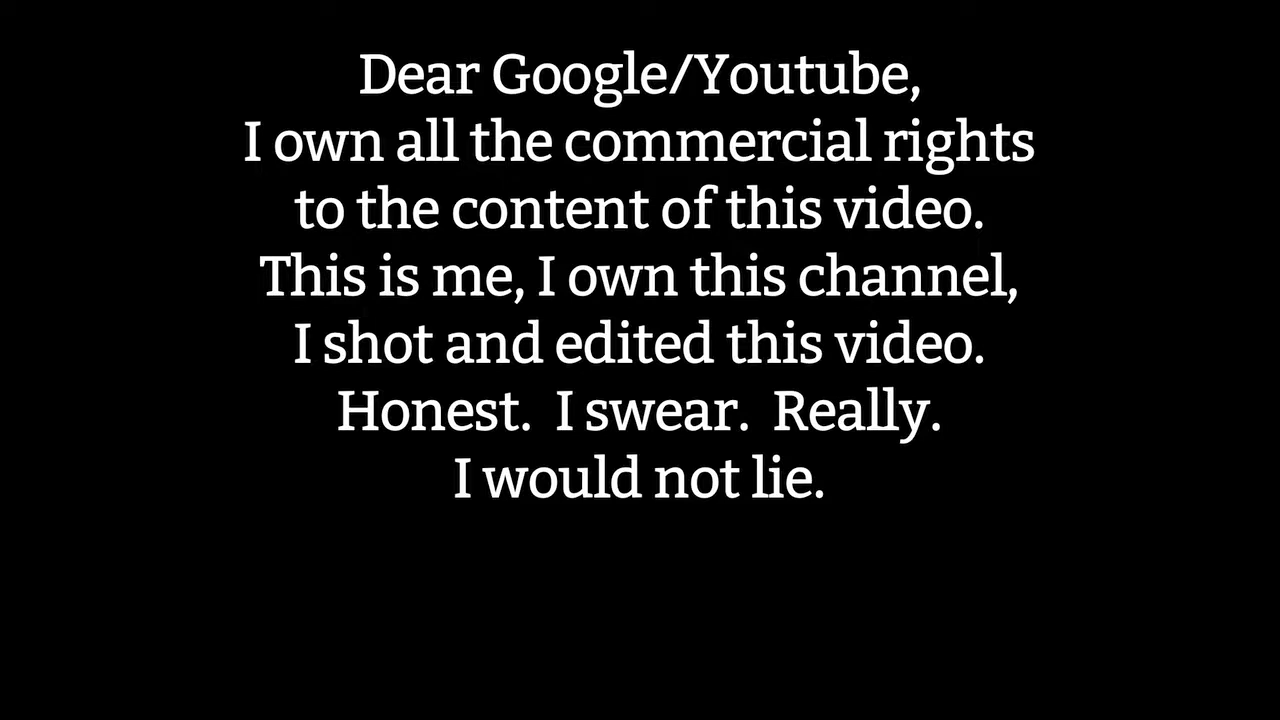 Dear Google/Youtube,
I own all the commercial rights
to the content of this video.
This is me, I own this channel,
I shot and edited this video.
Honest.  I swear.  Really.
I would not lie.